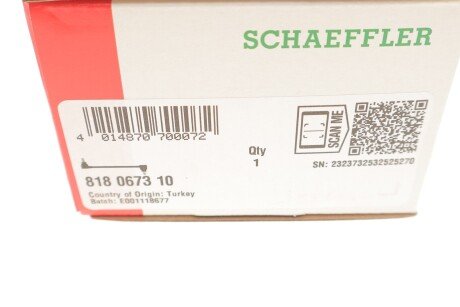 SCHAEFFLER
4 014870 700072
Qty
1
SCAN ME
SN: 2323732532525270
818 0673 10
Country of Origin: Turkey
Batch: E001118677